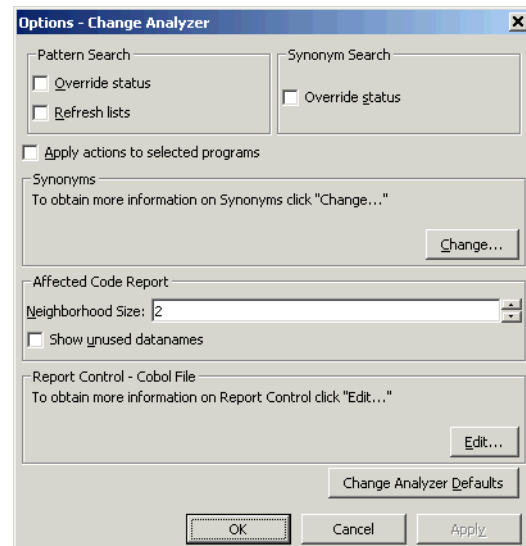 Options - Change Analyzer
Pattern Search
Override status
Refresh lists
Synonym Search
Override status
Apply actions to selected programs
Synonyms
To obtain more information on Synonyms click "Change..."
Change...
Affected Code Report
Neighborhood Size: 2
Show unused datanames
Report Control - Cobol File
To obtain more information on Report Control click "Edit..."
Edit...
Change Analyzer Defaults
OK Cancel Apply